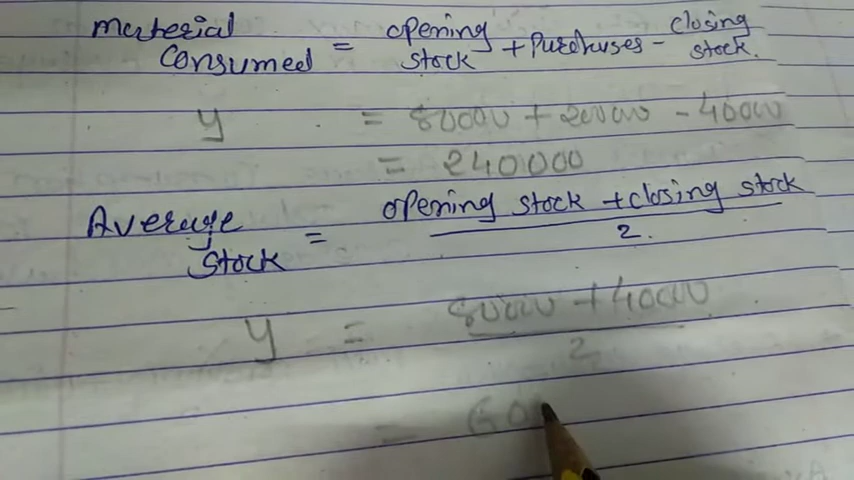 Material Consumed = opening stock + Purchases - closing stock.
y = 80000 + 200000 - 40000
= 240000
Average Stock = opening stock + closing stock / 2.
y = 80000 + 40000 / 2
= 60